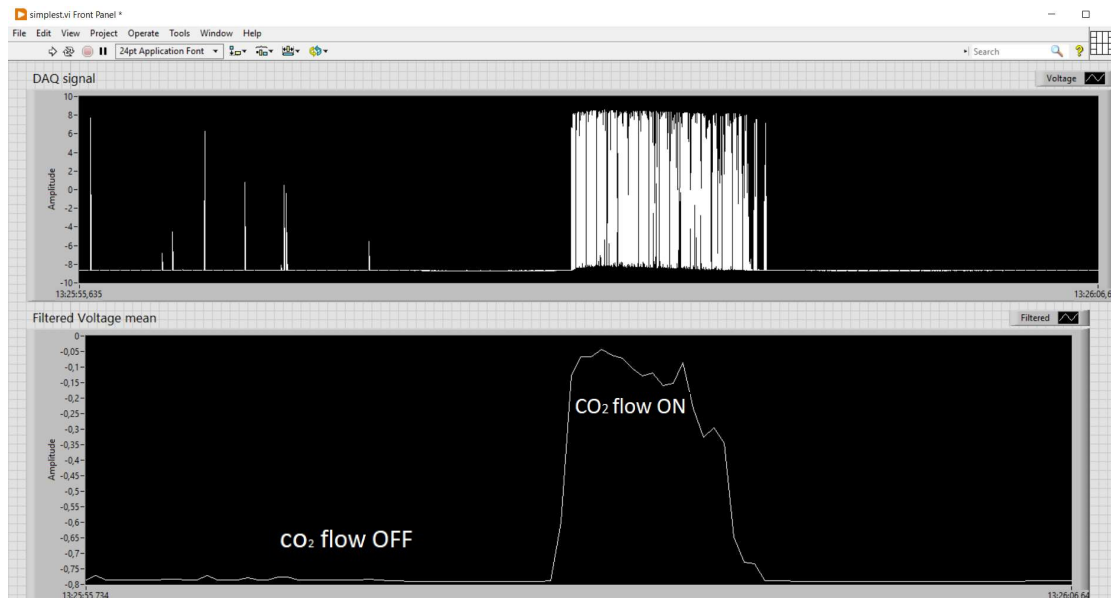 simplest.vi Front Panel *
File Edit View Project Operate Tools Window Help
24pt Application Font
Search
DAQ signal
Voltage
Amplitude
10-
8-
6-
4-
2-
0-
-2-
-4-
-6-
-8-
-10-
13:25:55,635
13:26:06,6
Filtered Voltage mean
Filtered
Amplitude
0-
-0,05-
-0,1-
-0,15-
-0,2-
-0,25-
-0,3-
-0,35-
-0,4-
-0,45-
-0,5-
-0,55-
-0,6-
-0,65-
-0,7-
-0,75-
-0,8-
CO₂ flow ON
CO₂ flow OFF
13:25:55,734
13:26:06,64